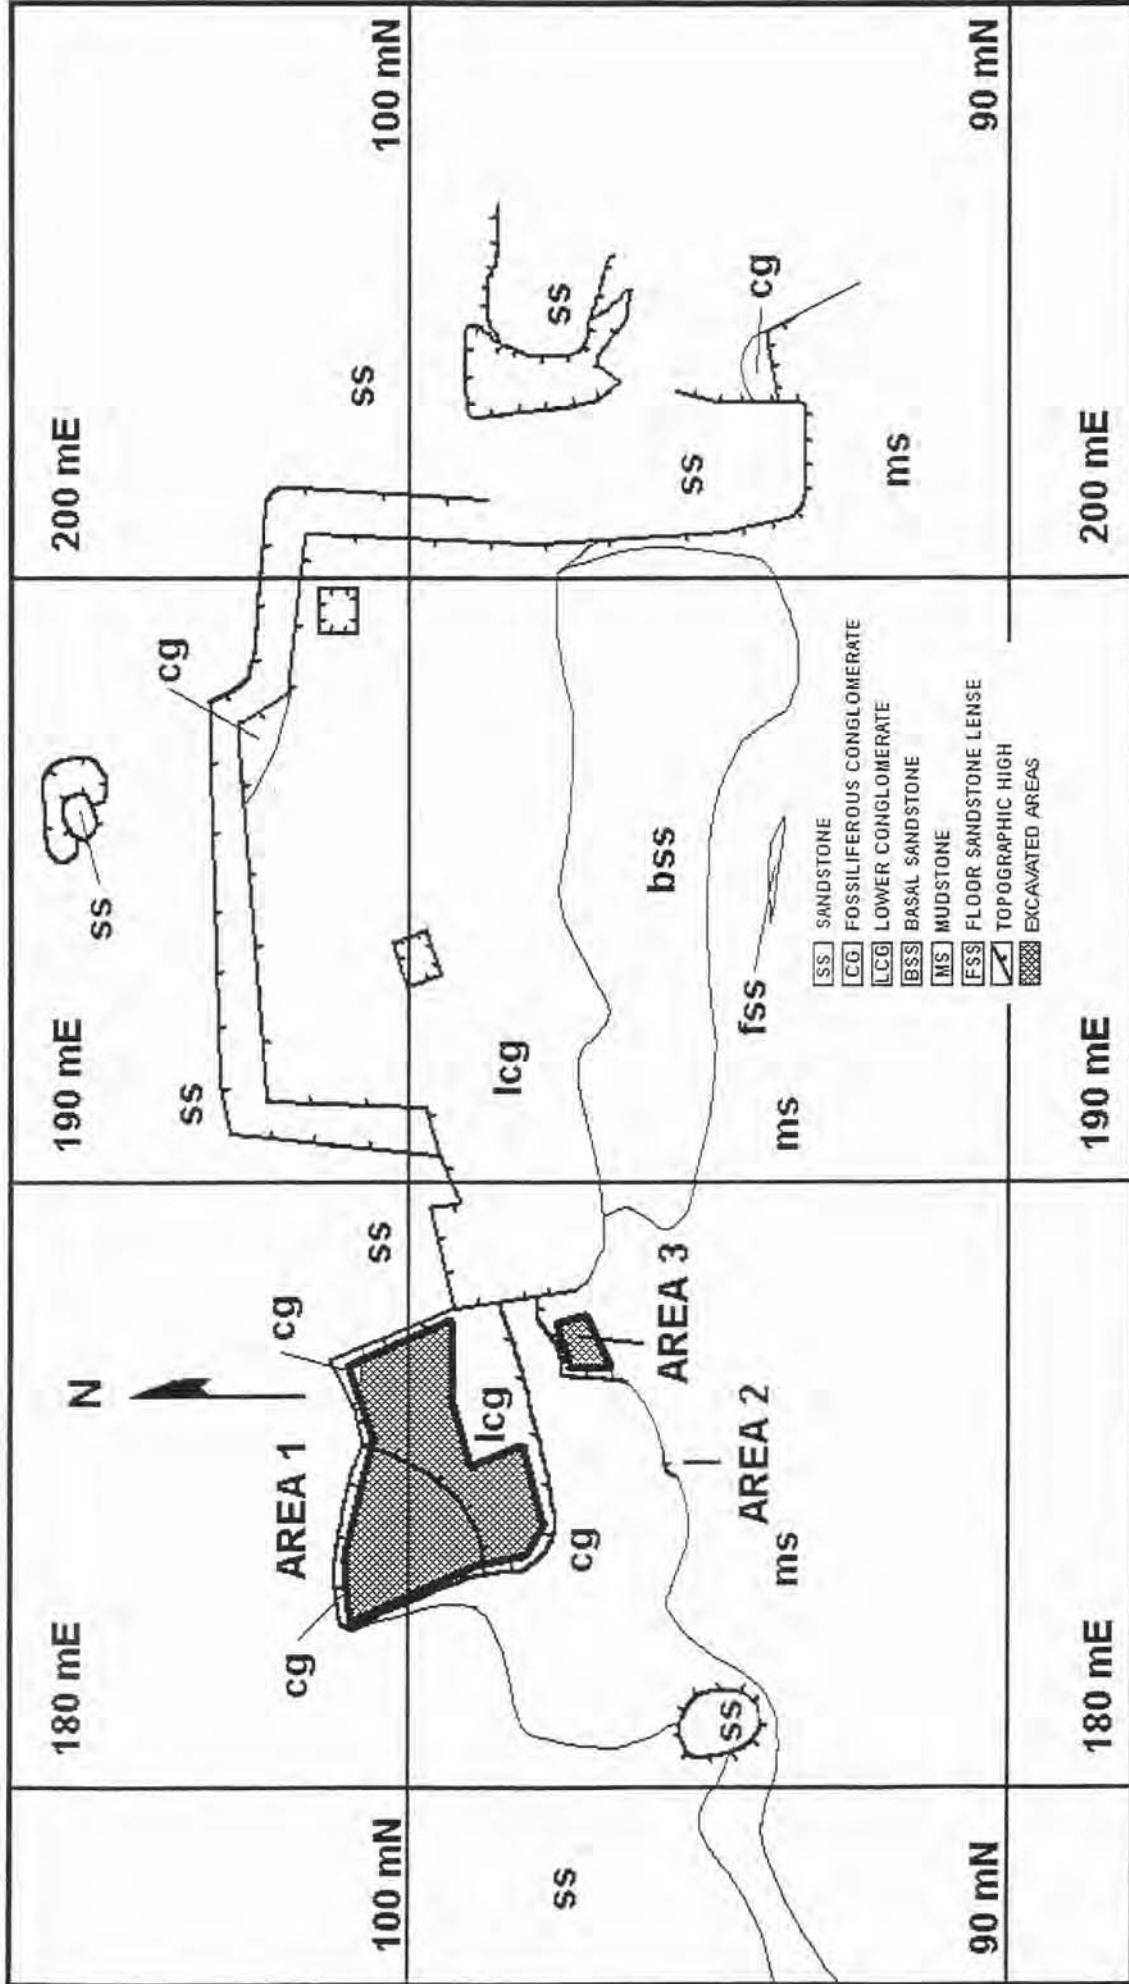 180 mE
190 mE
200 mE
N
ss
cg
ss
AREA 1
cg
cg
ss
ss
100 mN
100 mN
lcg
lcg
cg
ss
ss
AREA 3
bss
ss
cg
AREA 2
ss
fss
ms
ms
ms
SS SANDSTONE
CG FOSSILIFEROUS CONGLOMERATE
LCG LOWER CONGLOMERATE
BSS BASAL SANDSTONE
MS MUDSTONE
FSS FLOOR SANDSTONE LENSE
TOPOGRAPHIC HIGH
EXCAVATED AREAS
90 mN
90 mN
180 mE
190 mE
200 mE